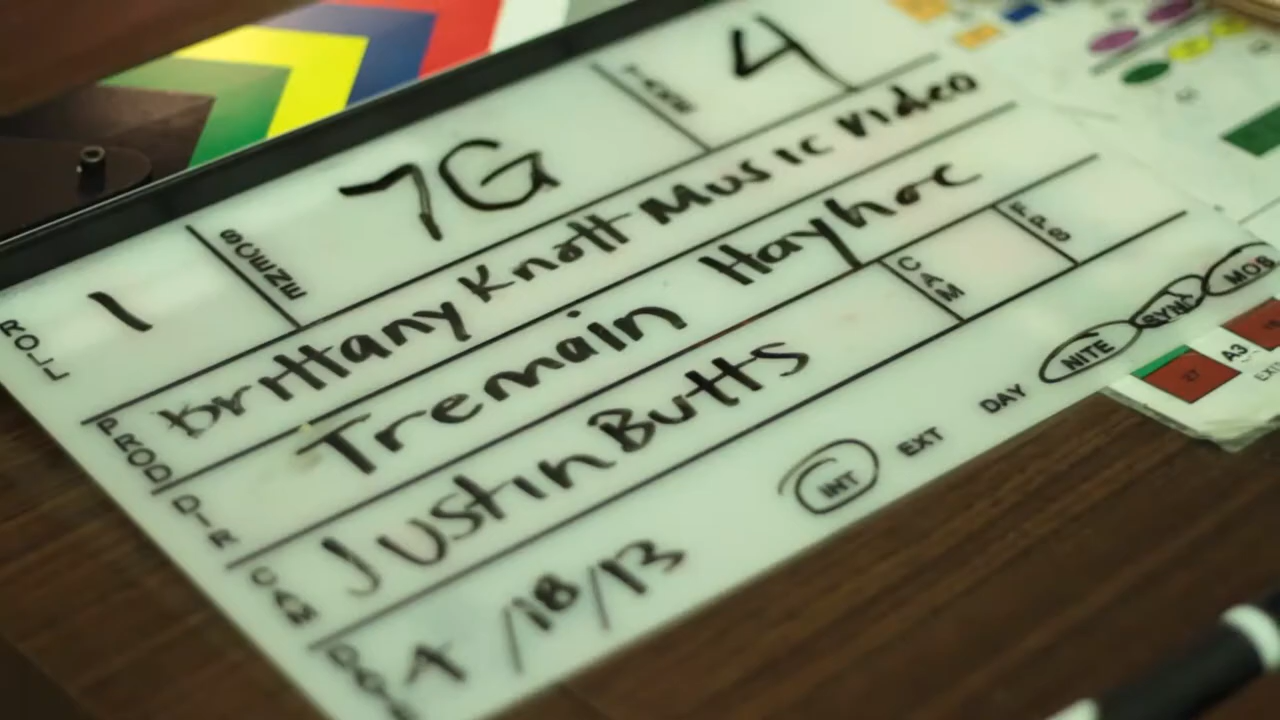 ROLL 1 SCENE 7G TAKE 4
PROD Brittany Knott Music Video
DIR Tremain Hayhoe
CAM Justin Butts CAM FPS
4/18/13 INT EXT DAY NITE SYNC MOS
27
A3